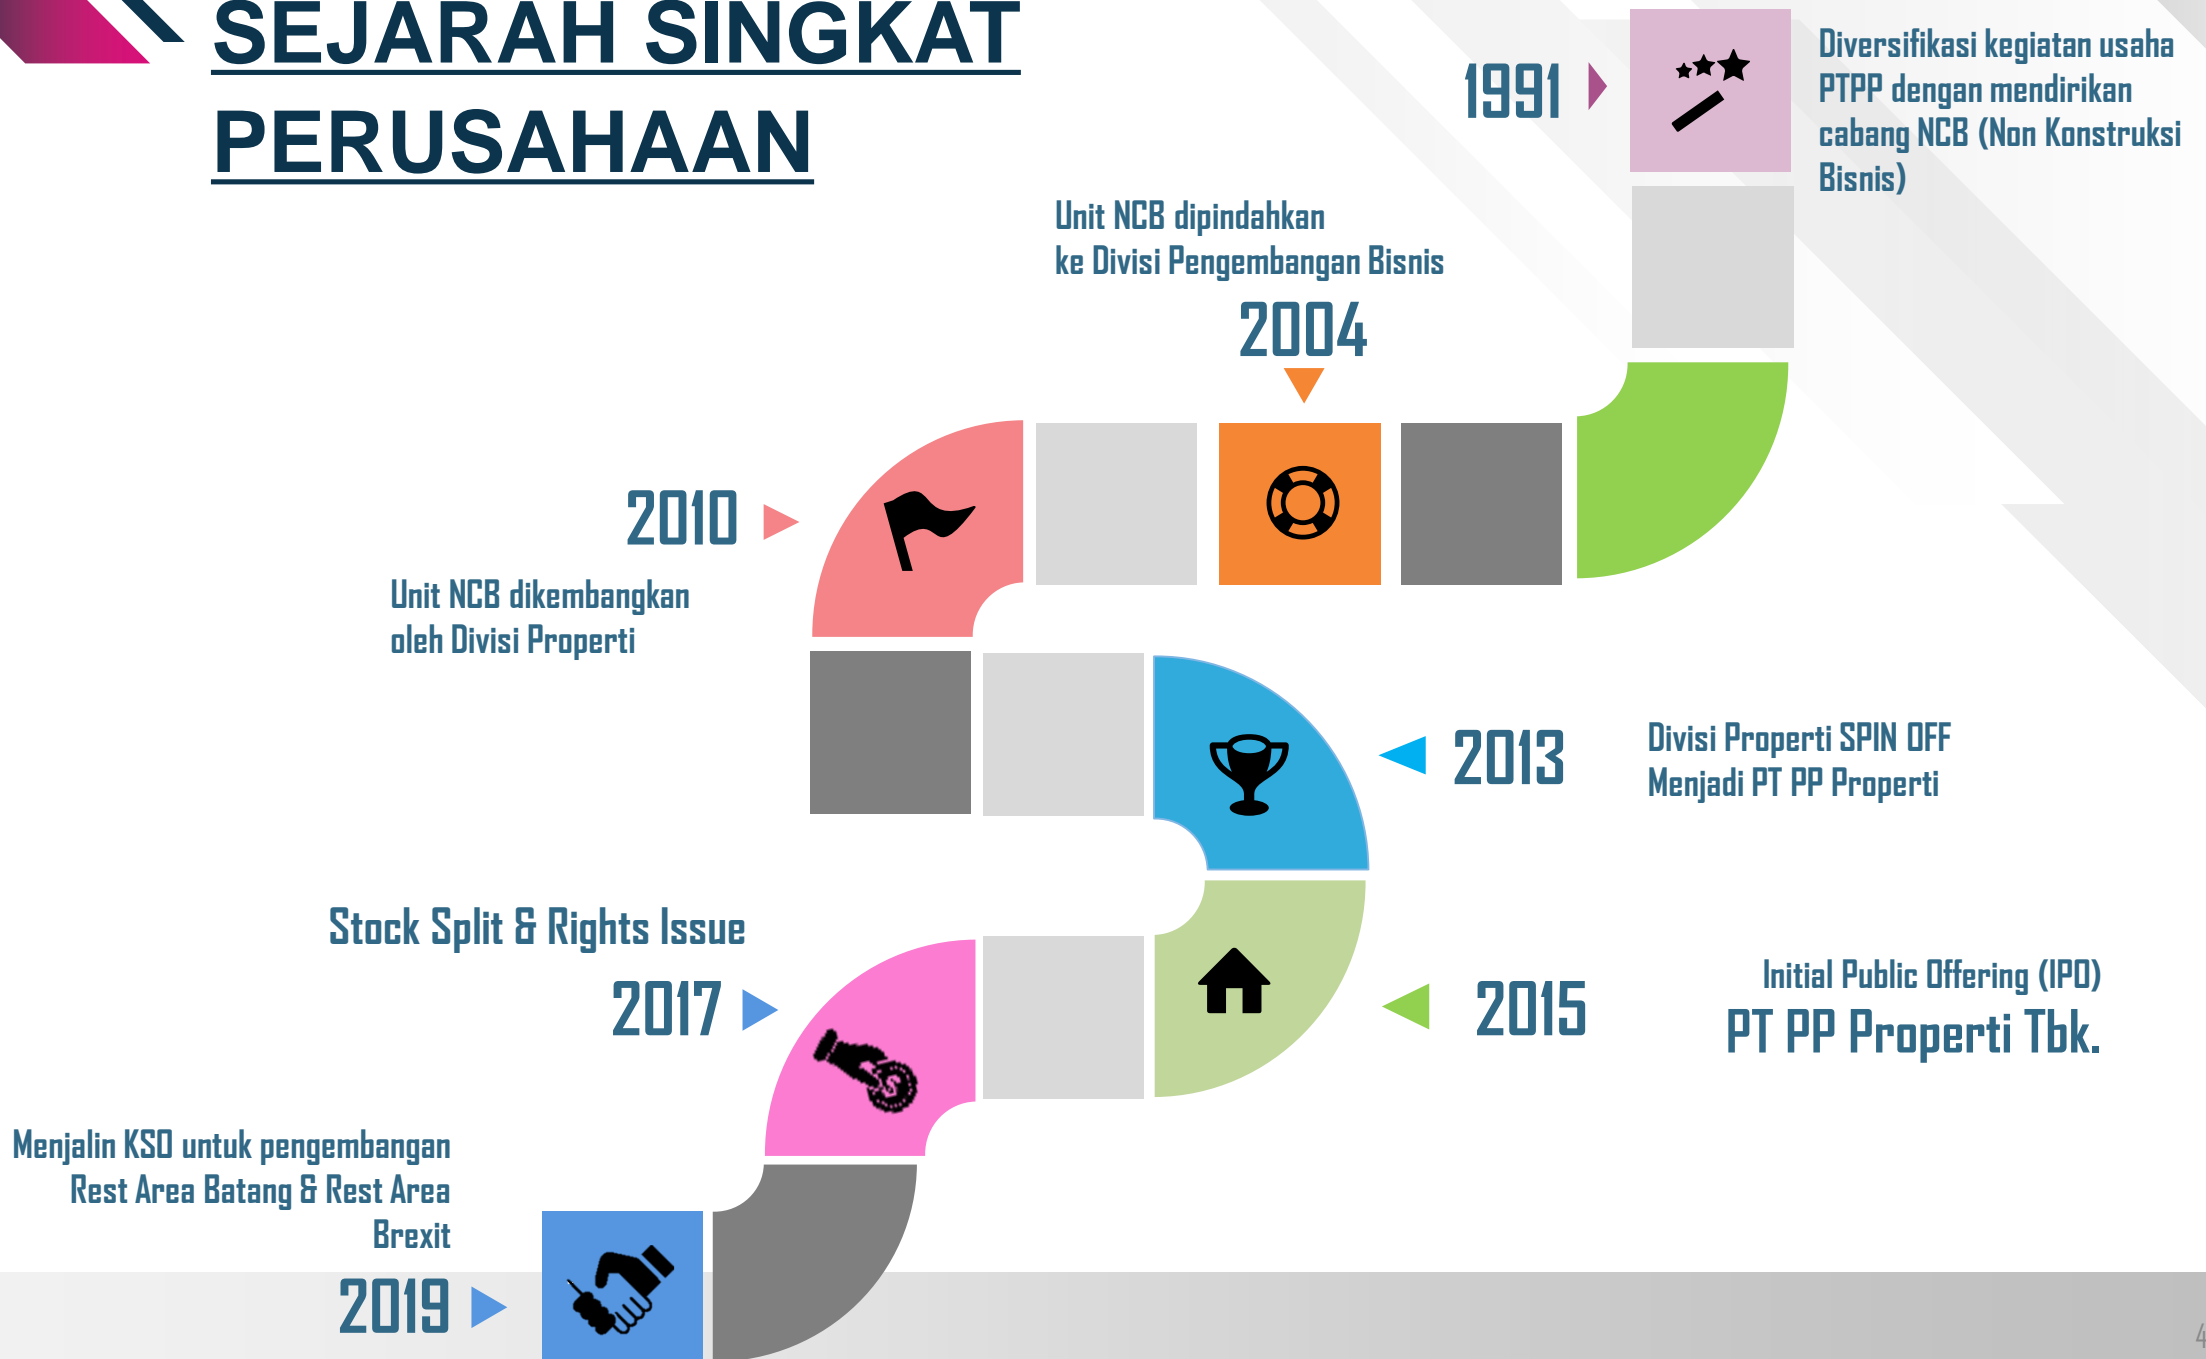 SEJARAH SINGKAT
PERUSAHAAN
1991
Diversifikasi kegiatan usaha
PTPP dengan mendirikan
cabang NCB (Non Konstruksi
Bisnis)
Unit NCB dipindahkan
ke Divisi Pengembangan Bisnis
2004
2010
Unit NCB dikembangkan
oleh Divisi Properti
2013
Divisi Properti SPIN OFF
Menjadi PT PP Properti
2015
Initial Public Offering (IPO)
PT PP Properti Tbk.
Stock Split & Rights Issue
2017
Menjalin KSO untuk pengembangan
Rest Area Batang & Rest Area
Brexit
2019
4